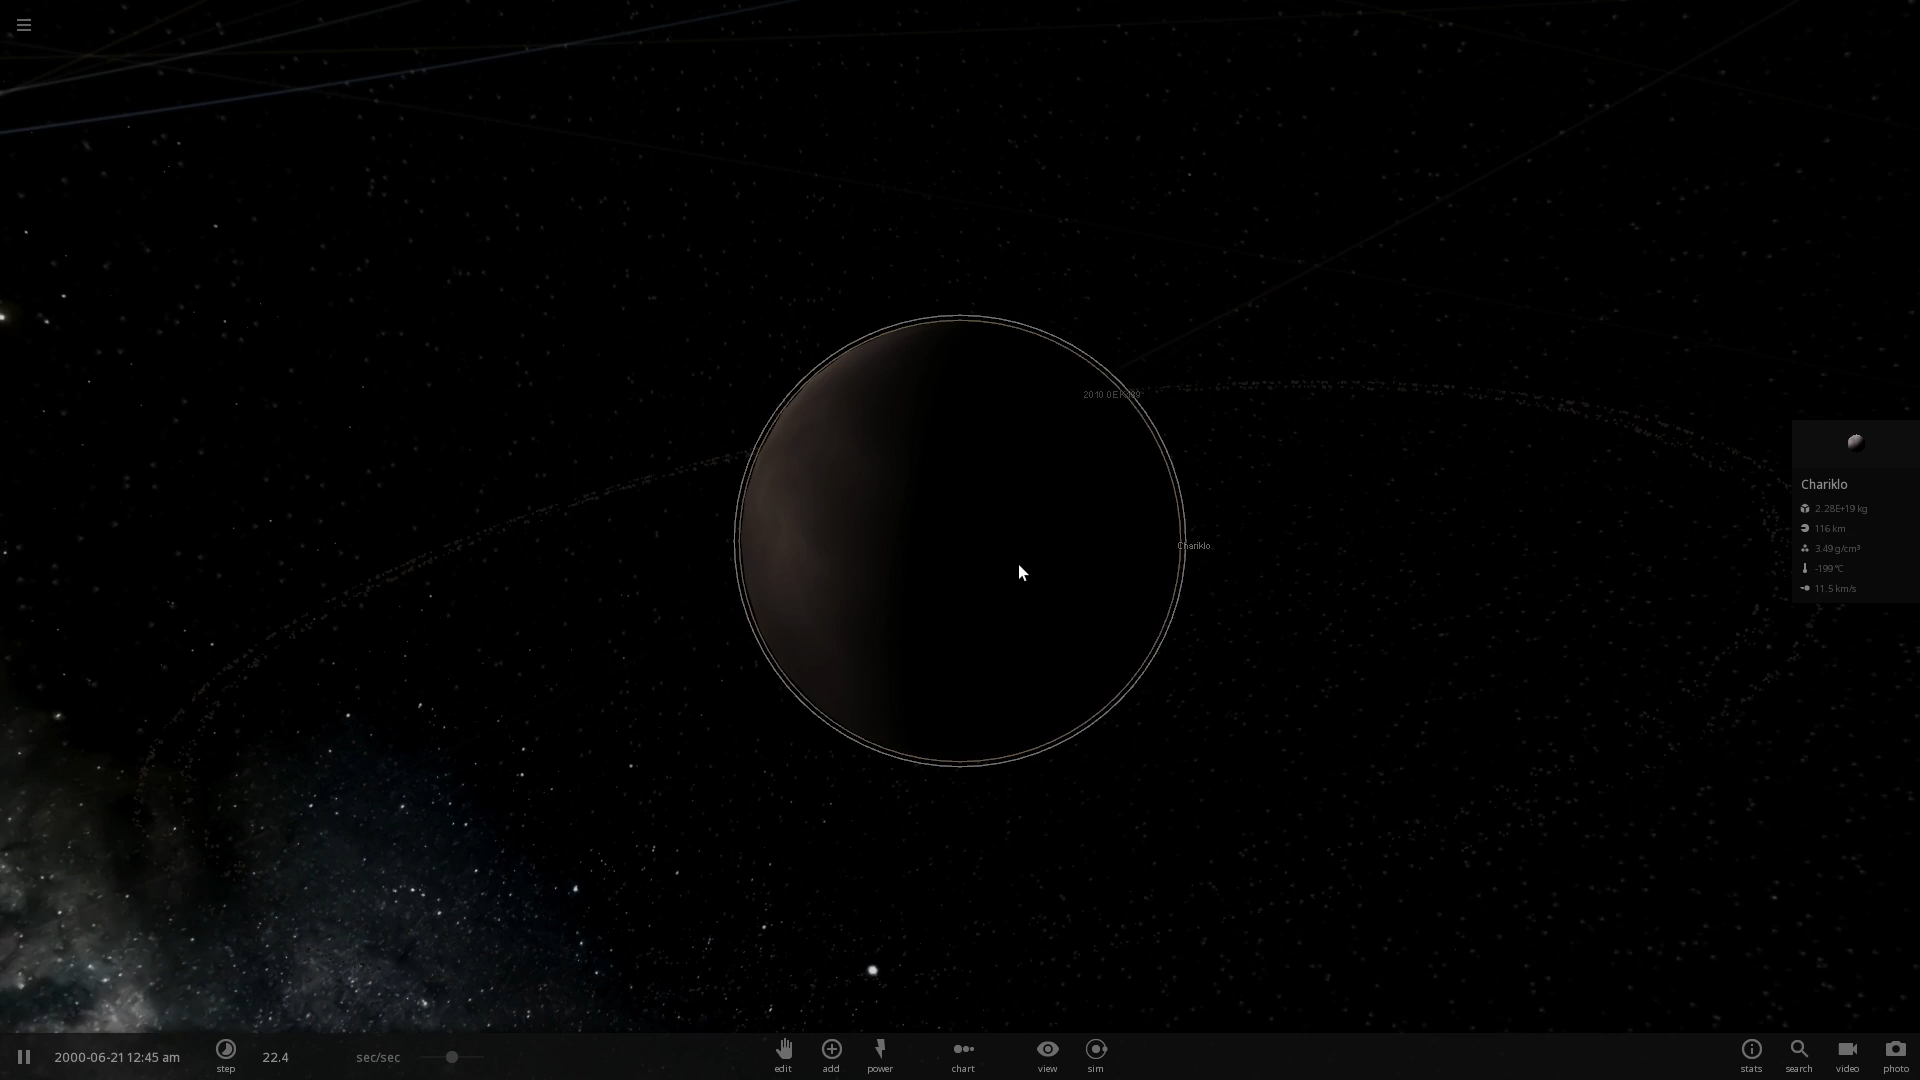 2010 0EK139
Chariklo
Chariklo
2.28E+19 kg
116 km
3.49 g/cm³
-199 °C
11.5 km/s
2000-06-21 12:45 am
step
22.4
sec/sec
edit
add
power
chart
view
sim
stats
search
video
photo